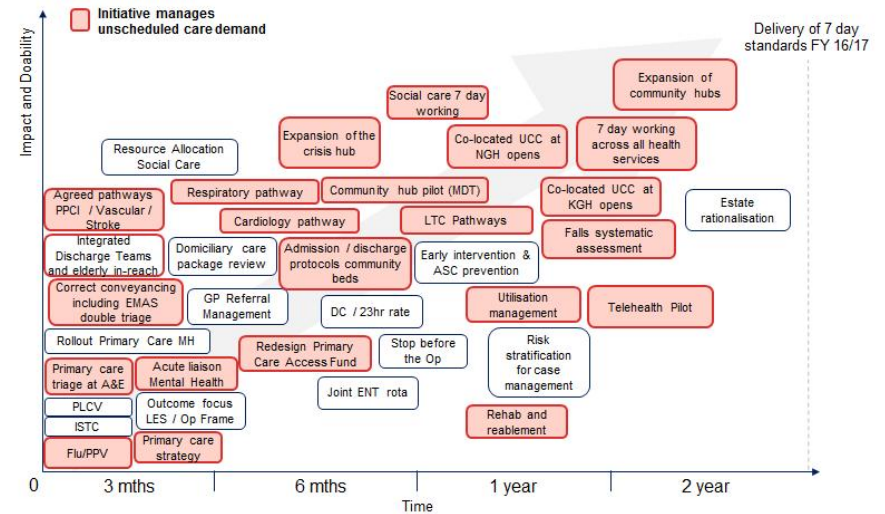 Initiative manages
unscheduled care demand
Delivery of 7 day
standards FY 16/17
Impact and Doability
Expansion of
community hubs
Social care 7 day
working
Expansion of the
crisis hub
Co-located UCC at
NGH opens
7 day working
across all health
services
Resource Allocation
Social Care
Agreed pathways
PPCI / Vascular /
Stroke
Respiratory pathway
Community hub pilot (MDT)
Co-located UCC at
KGH opens
Estate
rationalisation
Cardiology pathway
LTC Pathways
Falls systematic
assessment
Integrated
Discharge Teams
and elderly in-reach
Domiciliary care
package review
Admission / discharge
protocols community
beds
Early intervention &
ASC prevention
Correct conveyancing
including EMAS
double triage
GP Referral
Management
DC / 23hr rate
Utilisation
management
Telehealth Pilot
Rollout Primary Care MH
Redesign Primary
Care Access Fund
Stop before
the Op
Risk
stratification
for case
management
Primary care
triage at A&E
Acute liaison
Mental Health
Joint ENT rota
PLCV
Outcome focus
LES / Op Frame
ISTC
Rehab and
reablement
Flu/PPV
Primary care
strategy
0
3 mths
6 mths
1 year
2 year
Time